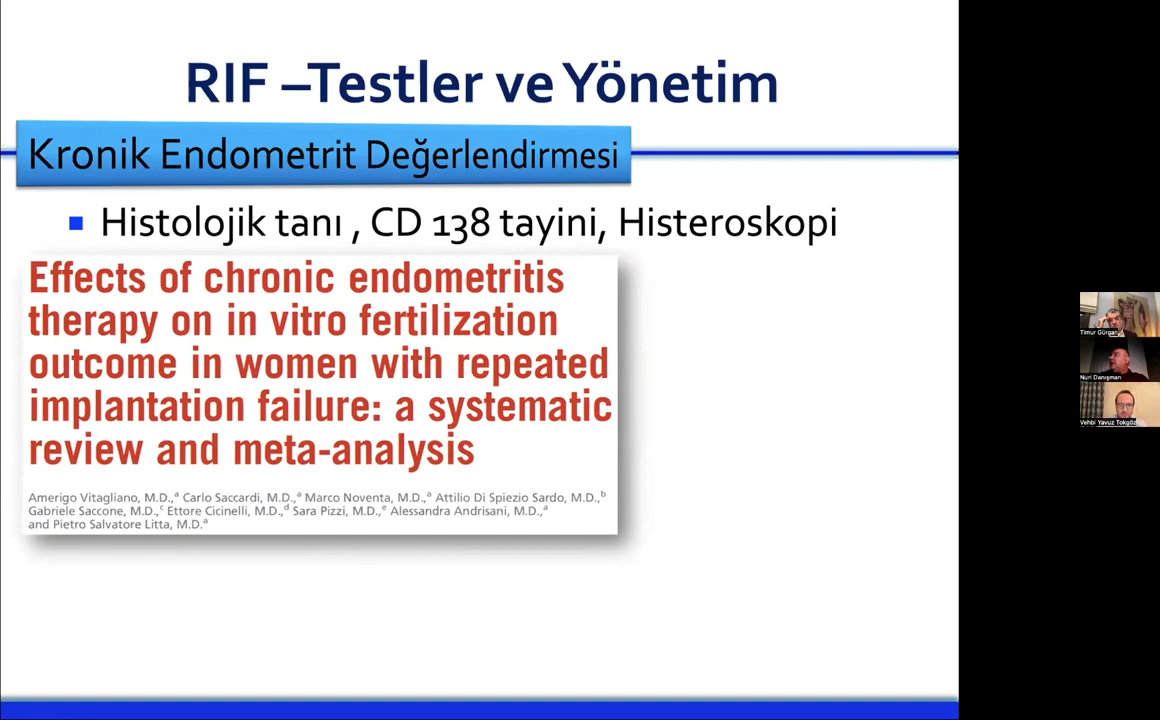 RIF –Testler ve Yönetim
Kronik Endometrit Değerlendirmesi
Histolojik tanı , CD 138 tayini, Histeroskopi
Effects of chronic endometritis
therapy on in vitro fertilization
outcome in women with repeated
implantation failure: a systematic
review and meta-analysis
Amerigo Vitagliano, M.D.,a Carlo Saccardi, M.D.,a Marco Noventa, M.D.,a Attilio Di Spiezio Sardo, M.D.,b
Gabriele Saccone, M.D.,c Ettore Cicinelli, M.D.,d Sara Pizzi, M.D.,e Alessandra Andrisani, M.D.,a
and Pietro Salvatore Litta, M.D.a
Timur Gürgan
Nuri Danışman
Vehbi Yavuz Tokgöz